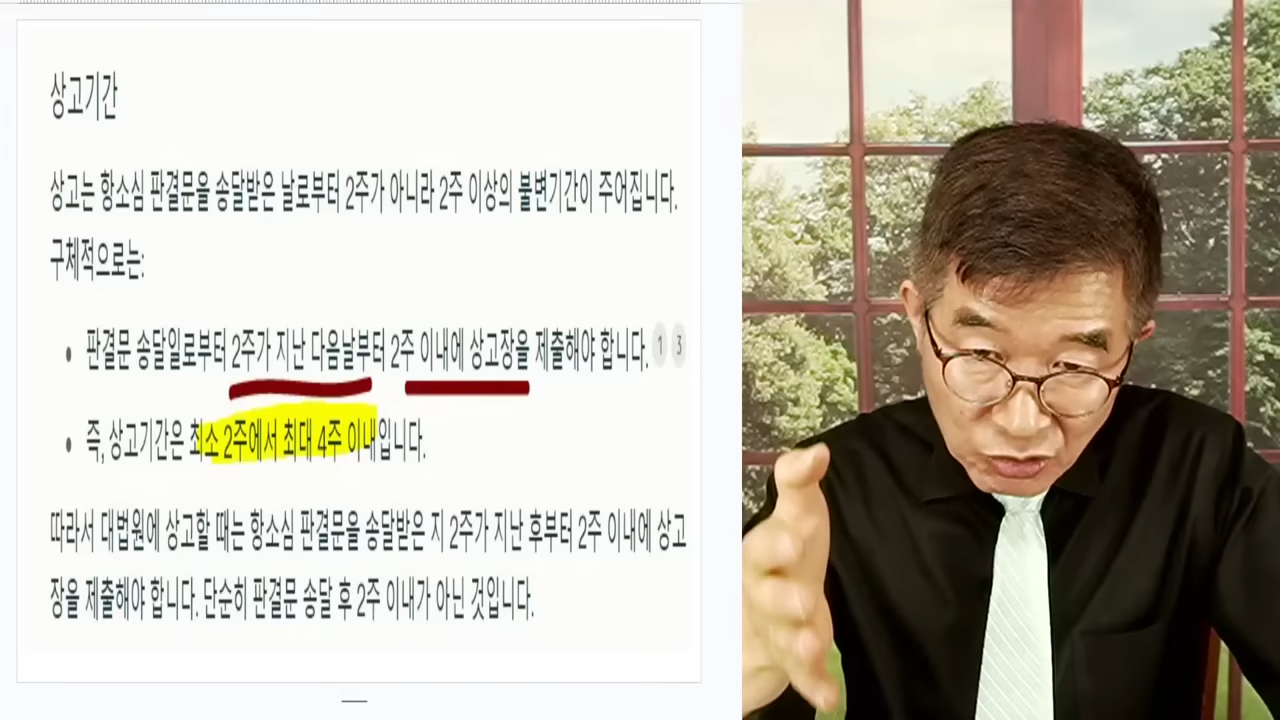 상고기간
상고는 항소심 판결문을 송달받은 날로부터 2주가 아니라 2주 이상의 불변기간이 주어집니다.
구체적으로는:
• 판결문 송달일로부터 2주가 지난 다음날부터 2주 이내에 상고장을 제출해야 합니다. 1 3
• 즉, 상고기간은 최소 2주에서 최대 4주 이내입니다.
따라서 대법원에 상고할 때는 항소심 판결문을 송달받은 지 2주가 지난 후부터 2주 이내에 상고
장을 제출해야 합니다. 단순히 판결문 송달 후 2주 이내가 아닌 것입니다.